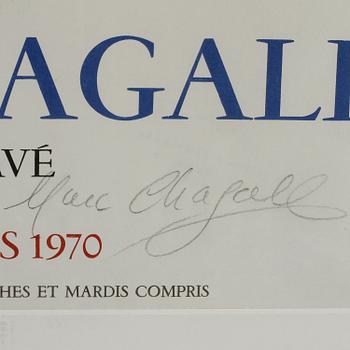 AGALL
AVÉ
Marc Chagall
S 1970
HES ET MARDIS COMPRIS